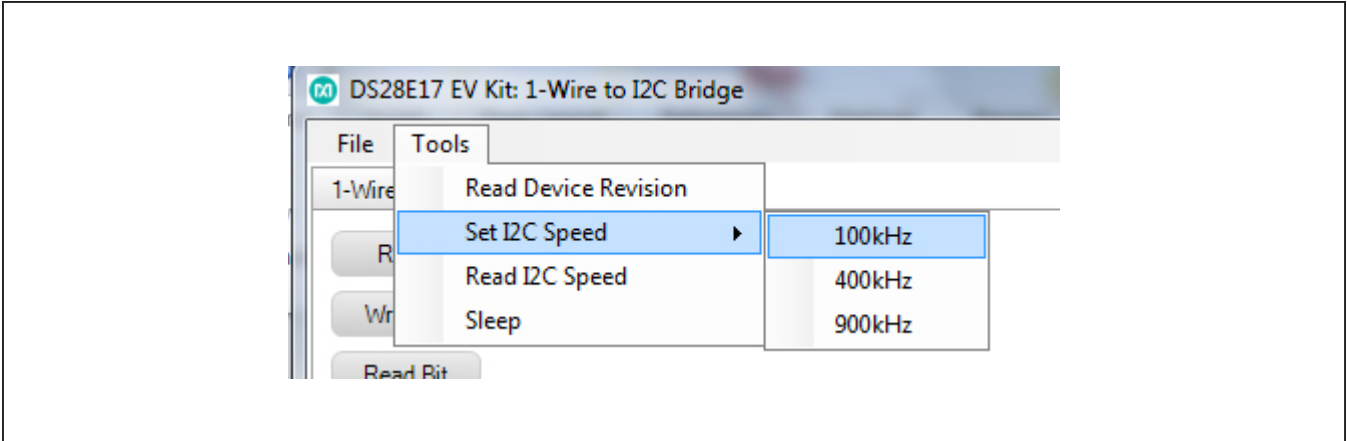 DS28E17 EV Kit: 1-Wire to I2C Bridge
File Tools
1-Wire
Read Device Revision
Set I2C Speed
100kHz
Read I2C Speed
400kHz
Sleep
900kHz
Read Bit